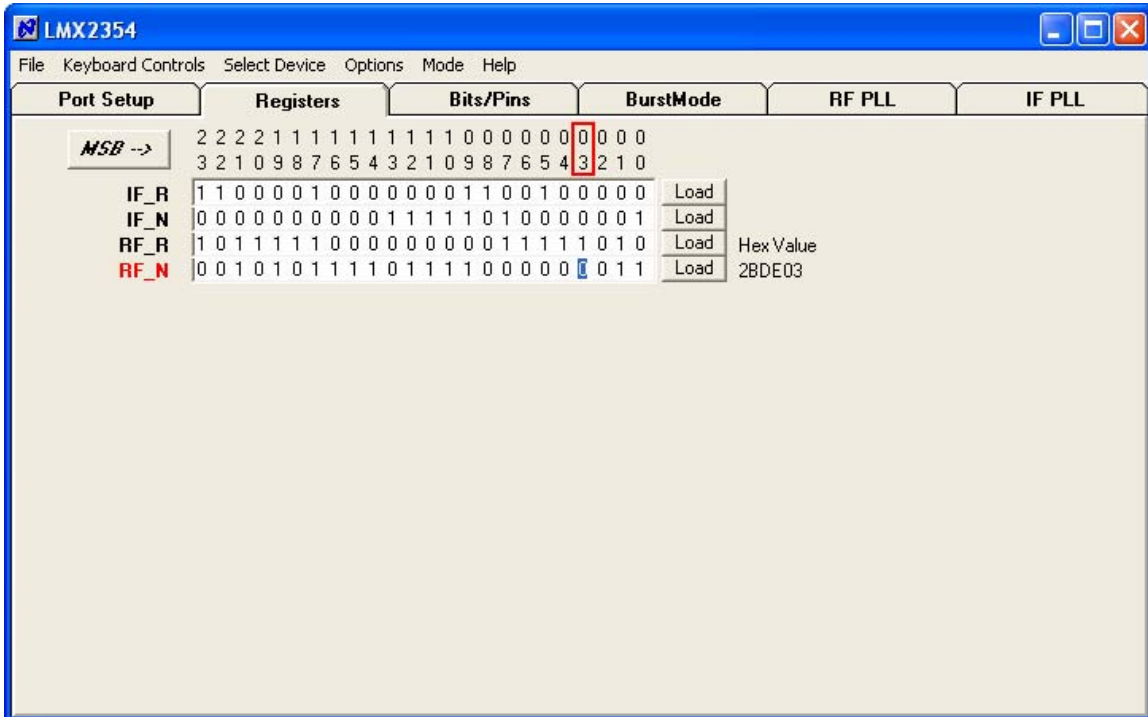 LMX2354
File Keyboard Controls Select Device Options Mode Help
Port Setup Registers Bits/Pins BurstMode RF PLL IF PLL
MSB -->
2 2 2 2 1 1 1 1 1 1 1 1 1 1 0 0 0 0 0 0 0 0 0 0
3 2 1 0 9 8 7 6 5 4 3 2 1 0 9 8 7 6 5 4 3 2 1 0
IF_R 1 1 0 0 0 0 1 0 0 0 0 0 0 0 1 1 0 0 1 0 0 0 0 0 Load
IF_N 0 0 0 0 0 0 0 0 0 0 1 1 1 1 1 0 1 0 0 0 0 0 0 1 Load
RF_R 1 0 1 1 1 1 1 0 0 0 0 0 0 0 0 0 1 1 1 1 1 0 1 0 Load Hex Value
RF_N 0 0 1 0 1 0 1 1 1 1 0 1 1 1 1 0 0 0 0 0 0 0 1 1 Load 2BDE03